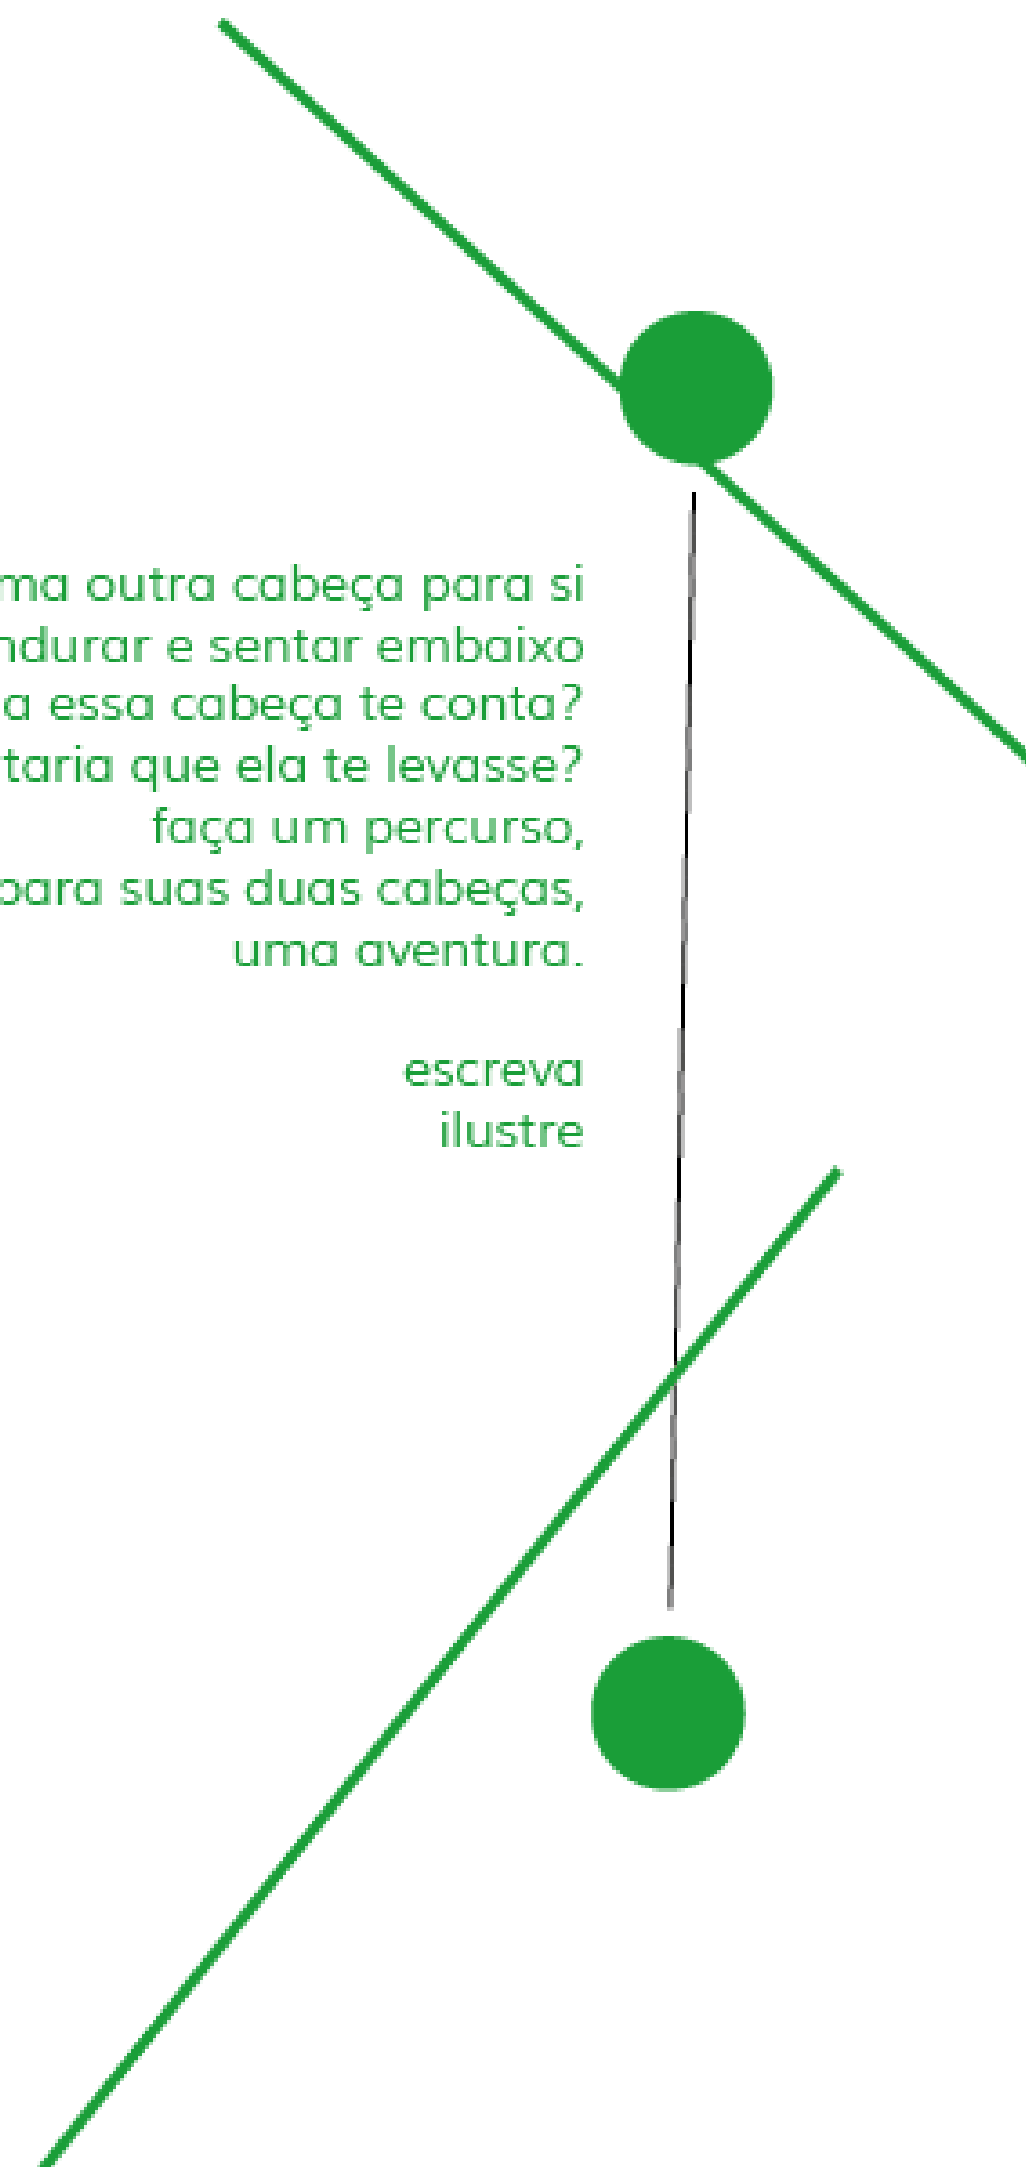 ma outra cabeça para si
ndurar e sentar embaixo
a essa cabeça te conta?
taria que ela te levasse?
faça um percurso,
para suas duas cabeças,
uma aventura.
escreva
ilustre